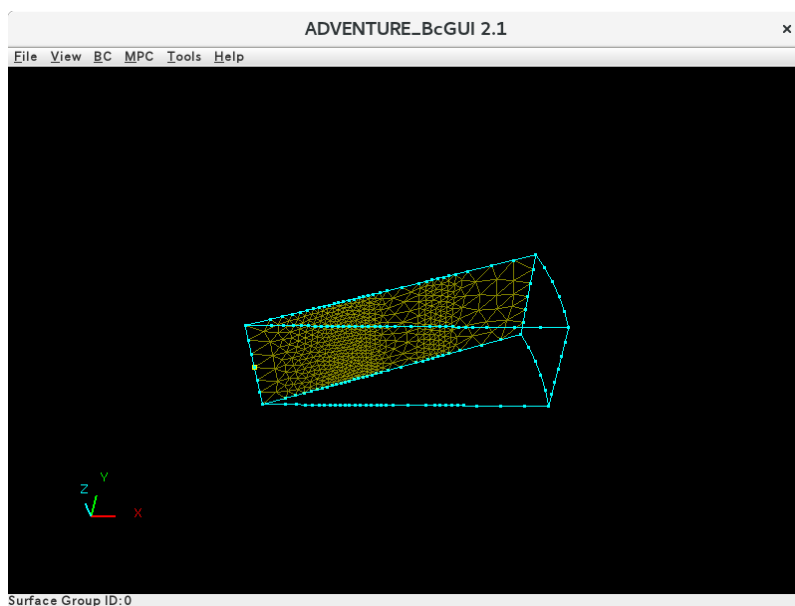 ADVENTURE_BcGUI 2.1 ×
File View BC MPC Tools Help
Y
Z
X
Surface Group ID:0